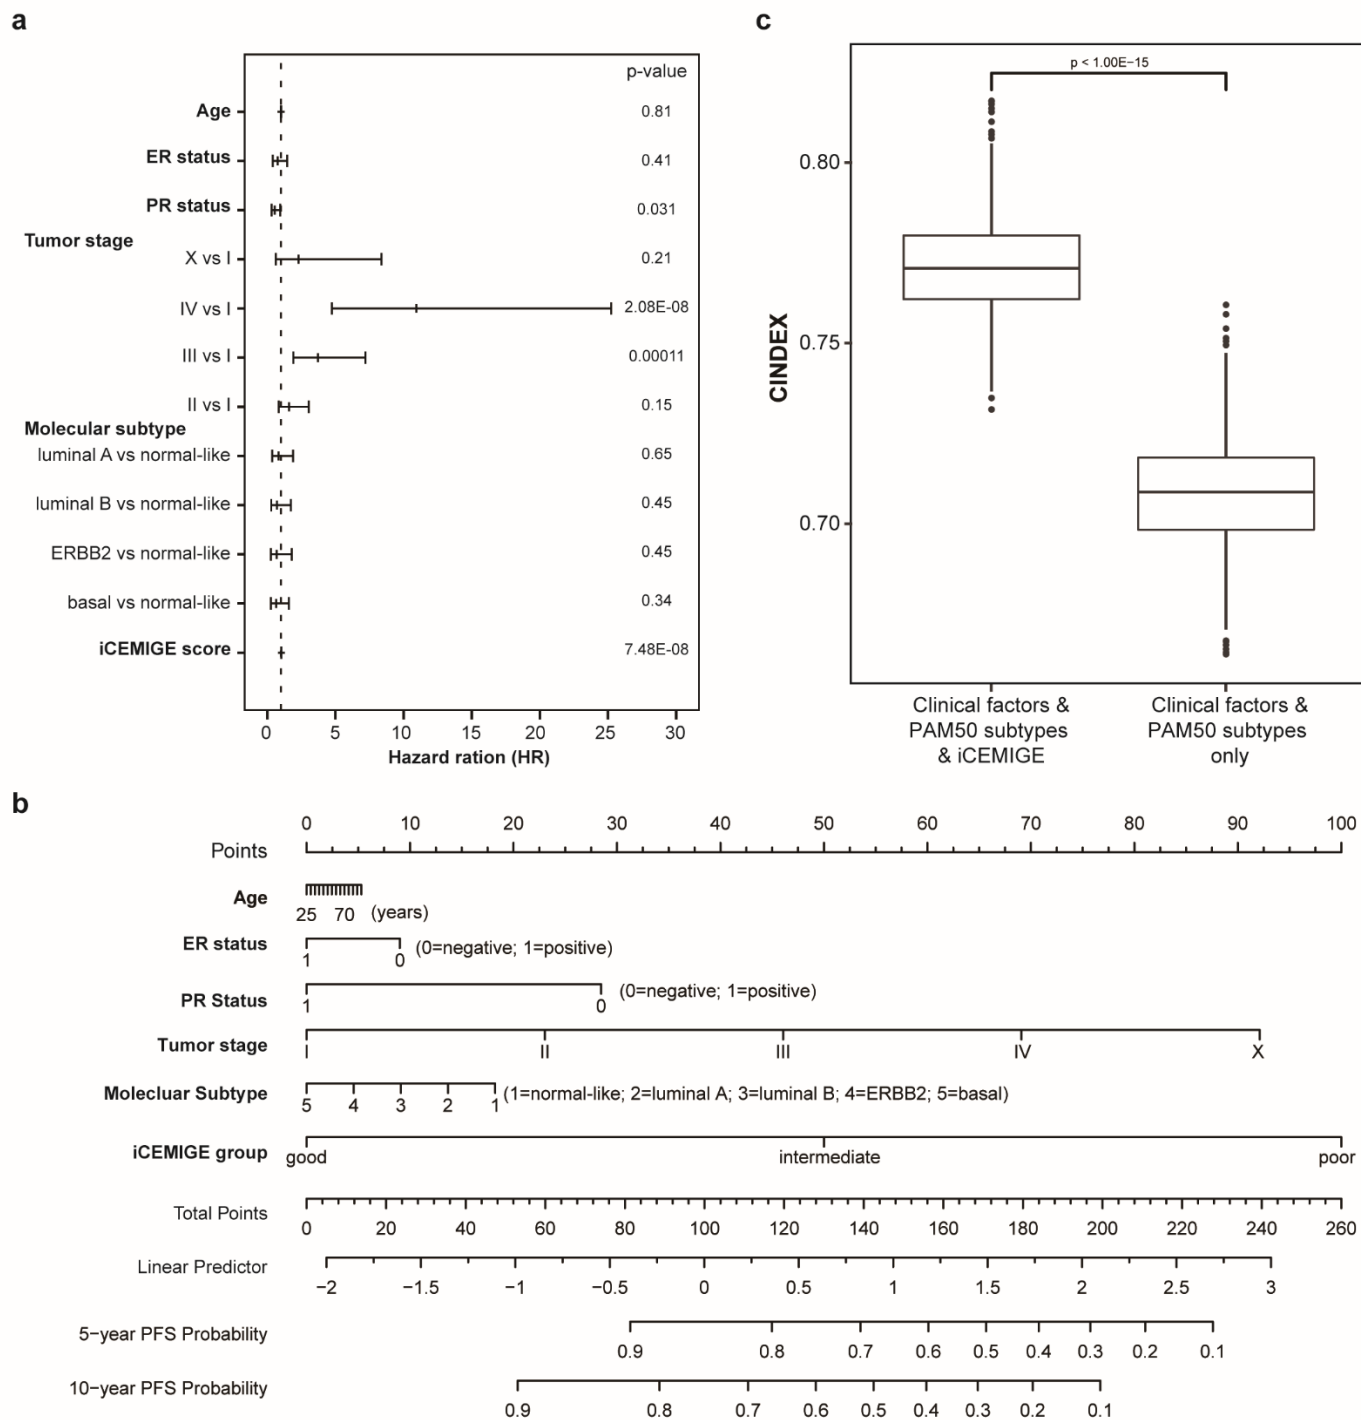 a
p-value
Age 0.81
ER status 0.41
PR status 0.031
Tumor stage
X vs I 0.21
IV vs I 2.08E-08
III vs I 0.00011
II vs I 0.15
Molecular subtype
luminal A vs normal-like 0.65
luminal B vs normal-like 0.45
ERBB2 vs normal-like 0.45
basal vs normal-like 0.34
iCEMIGE score 7.48E-08
0 5 10 15 20 25 30
Hazard ration (HR)
c
p < 1.00E−15
0.80
0.75
0.70
CINDEX
Clinical factors &
PAM50 subtypes
& iCEMIGE
Clinical factors &
PAM50 subtypes
only
b
0 10 20 30 40 50 60 70 80 90 100
Points
Age
25 70 (years)
ER status (0=negative; 1=positive)
1 0
PR Status (0=negative; 1=positive)
1 0
Tumor stage
I II III IV X
Molecluar Subtype (1=normal-like; 2=luminal A; 3=luminal B; 4=ERBB2; 5=basal)
5 4 3 2 1
iCEMIGE group
good intermediate poor
Total Points
0 20 40 60 80 100 120 140 160 180 200 220 240 260
Linear Predictor
−2 −1.5 −1 −0.5 0 0.5 1 1.5 2 2.5 3
5−year PFS Probability
0.9 0.8 0.7 0.6 0.5 0.4 0.3 0.2 0.1
10−year PFS Probability
0.9 0.8 0.7 0.6 0.5 0.4 0.3 0.2 0.1